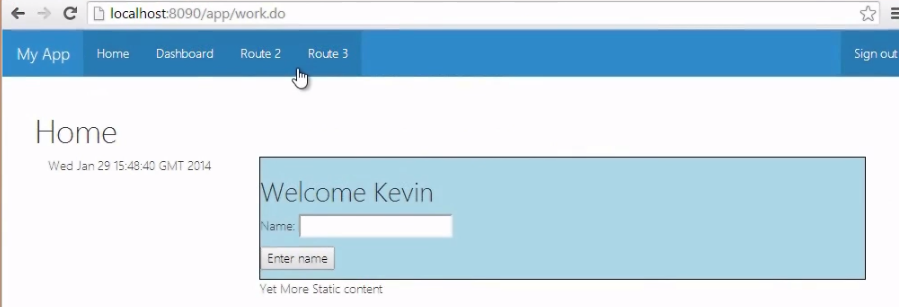 localhost:8090/app/work.do
My App Home Dashboard Route 2 Route 3 Sign out
Home
Wed Jan 29 15:48:40 GMT 2014
Welcome Kevin
Name:
Enter name
Yet More Static content